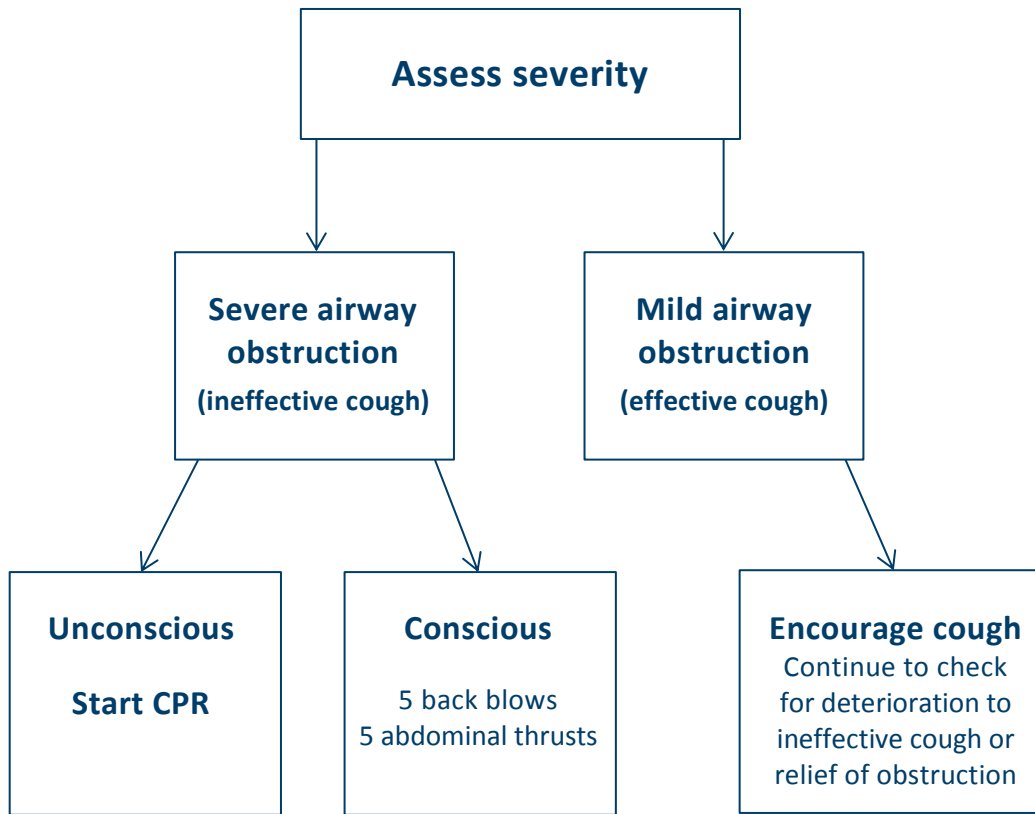 Assess severity
Severe airway
obstruction
(ineffective cough)
Mild airway
obstruction
(effective cough)
Unconscious
Start CPR
Conscious
5 back blows
5 abdominal thrusts
Encourage cough
Continue to check
for deterioration to
ineffective cough or
relief of obstruction